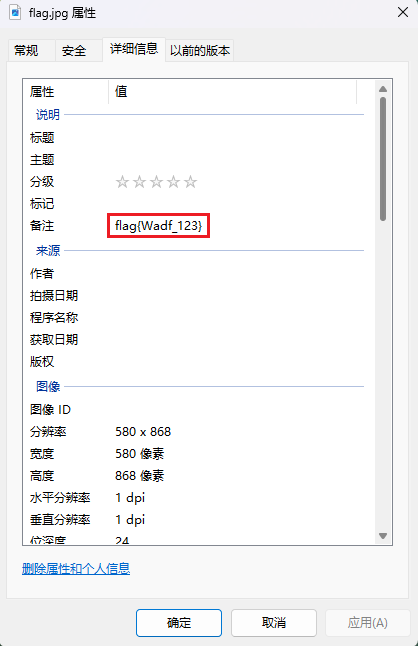 flag.jpg 属性
常规 安全 详细信息 以前的版本
属性 值
说明
标题
主题
分级
标记
备注 flag{Wadf_123}
来源
作者
拍摄日期
程序名称
获取日期
版权
图像
图像 ID
分辨率 580 x 868
宽度 580 像素
高度 868 像素
水平分辨率 1 dpi
垂直分辨率 1 dpi
位深度 24
删除属性和个人信息
确定 取消 应用(A)